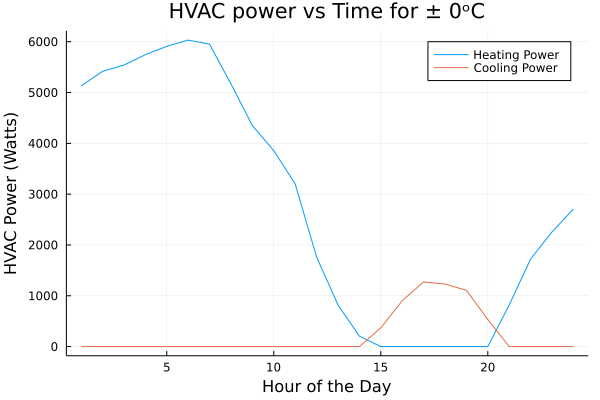 HVAC power vs Time for ± 0ᵒC
Heating Power
Cooling Power
HVAC Power (Watts)
6000
5000
4000
3000
2000
1000
0
5
10
15
20
Hour of the Day